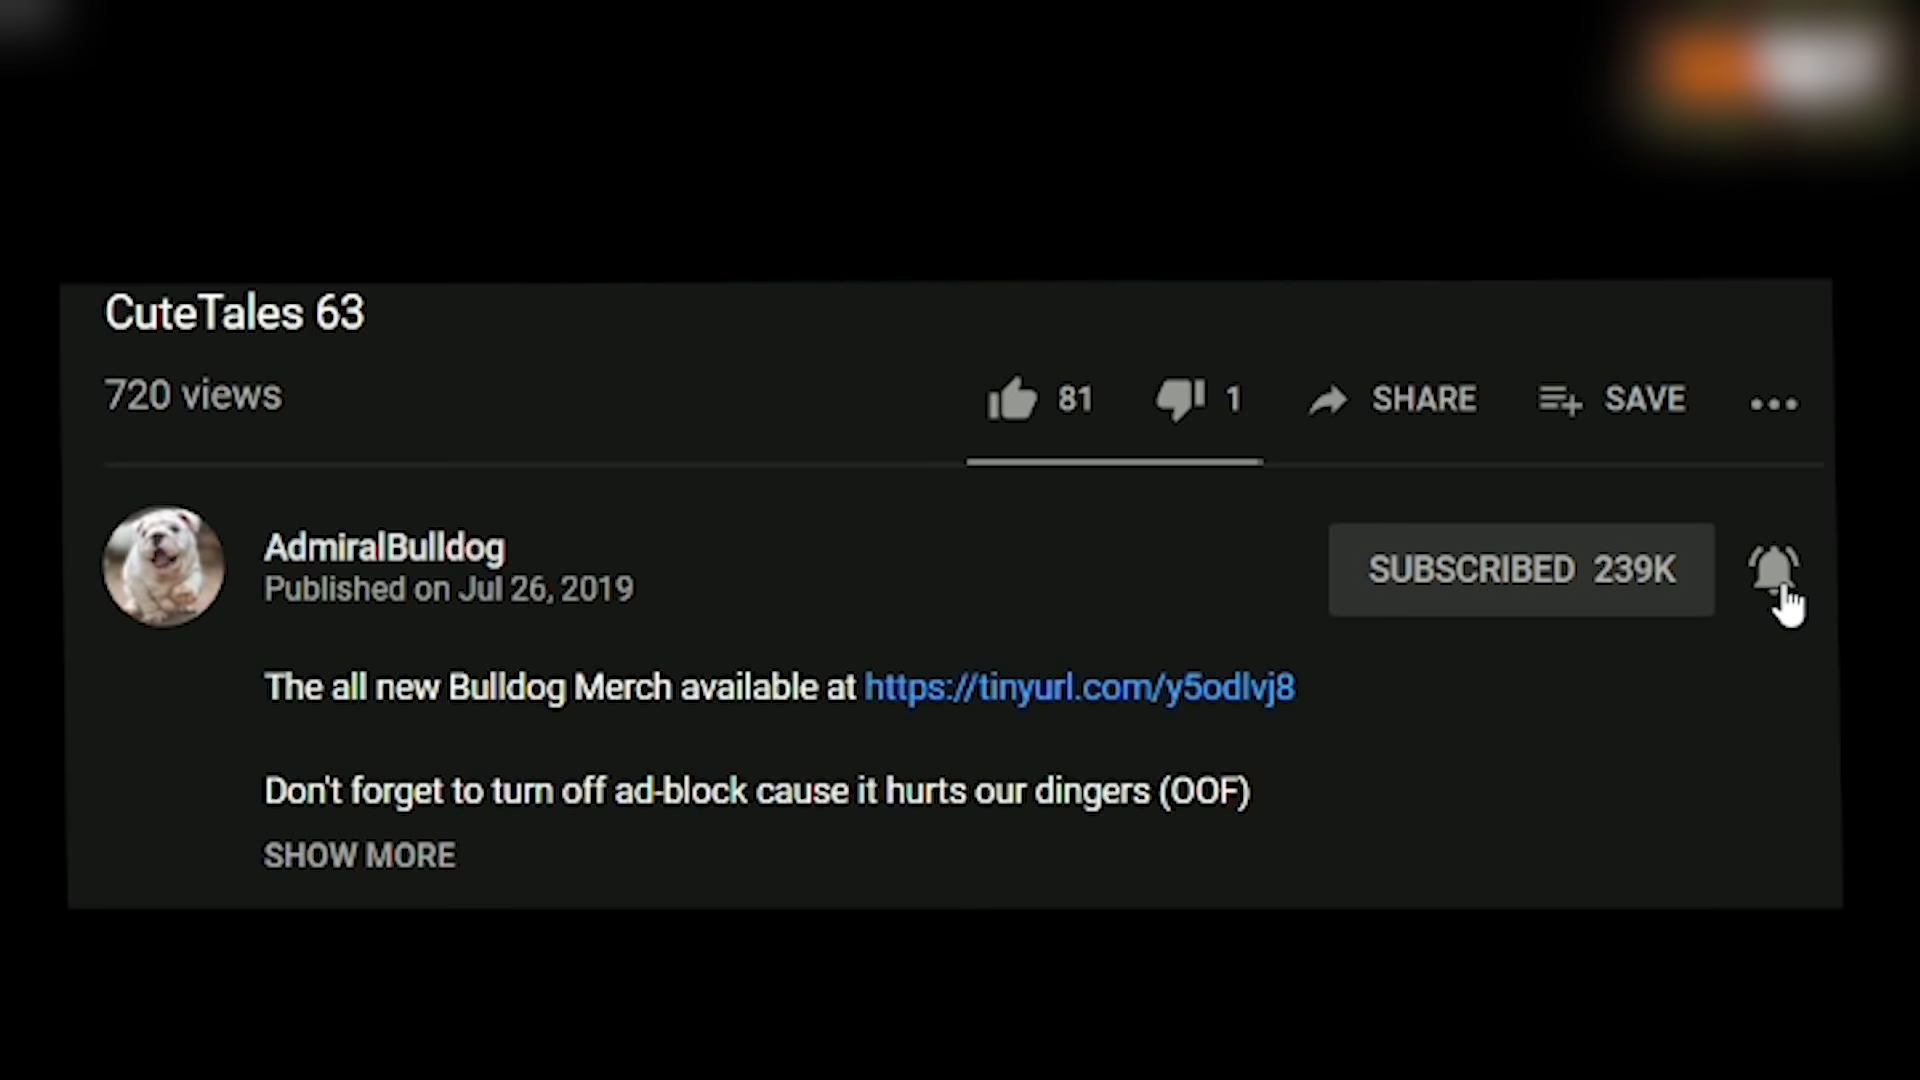 CuteTales 63
720 views
81
1
SHARE
SAVE
AdmiralBulldog
Published on Jul 26, 2019
SUBSCRIBED 239K
The all new Bulldog Merch available at https://tinyurl.com/y5odlvj8
Don't forget to turn off ad-block cause it hurts our dingers (OOF)
SHOW MORE